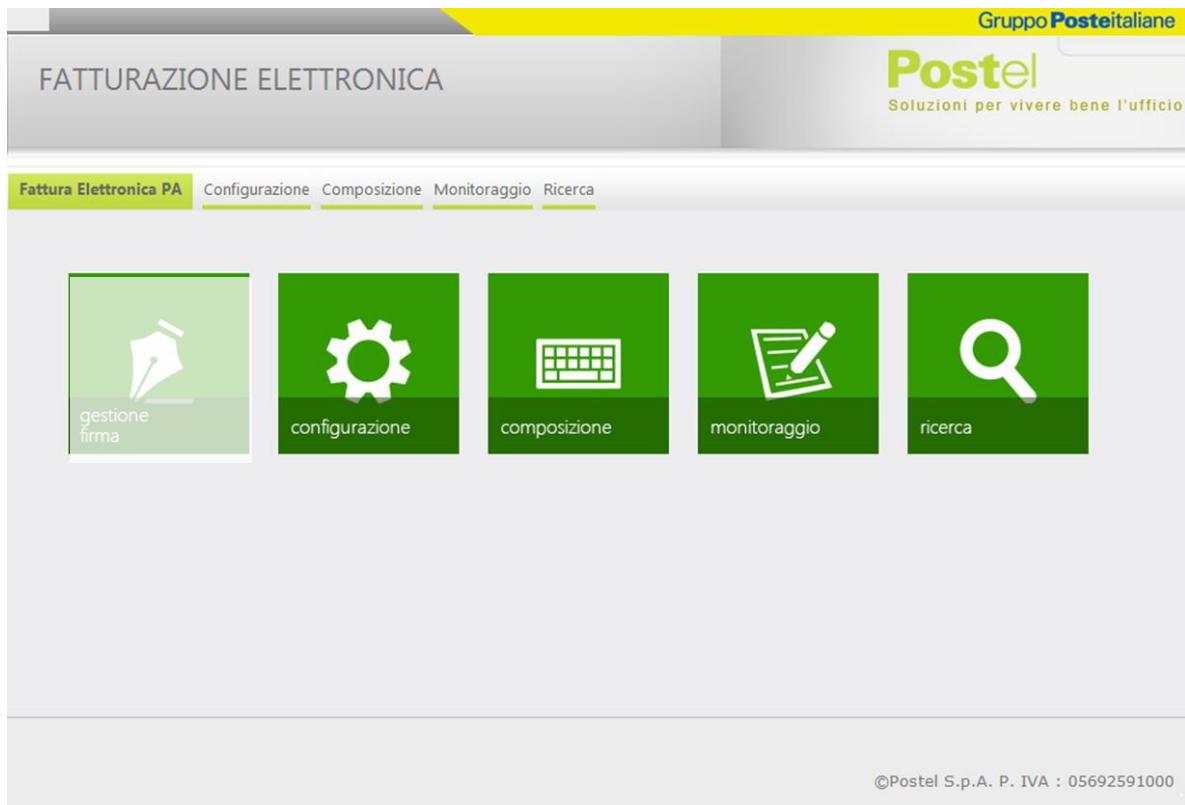 Gruppo Posteitaliane
FATTURAZIONE ELETTRONICA
Postel
Soluzioni per vivere bene l'ufficio
Fattura Elettronica PA Configurazione Composizione Monitoraggio Ricerca
gestione
firma
configurazione
composizione
monitoraggio
ricerca
©Postel S.p.A. P. IVA : 05692591000